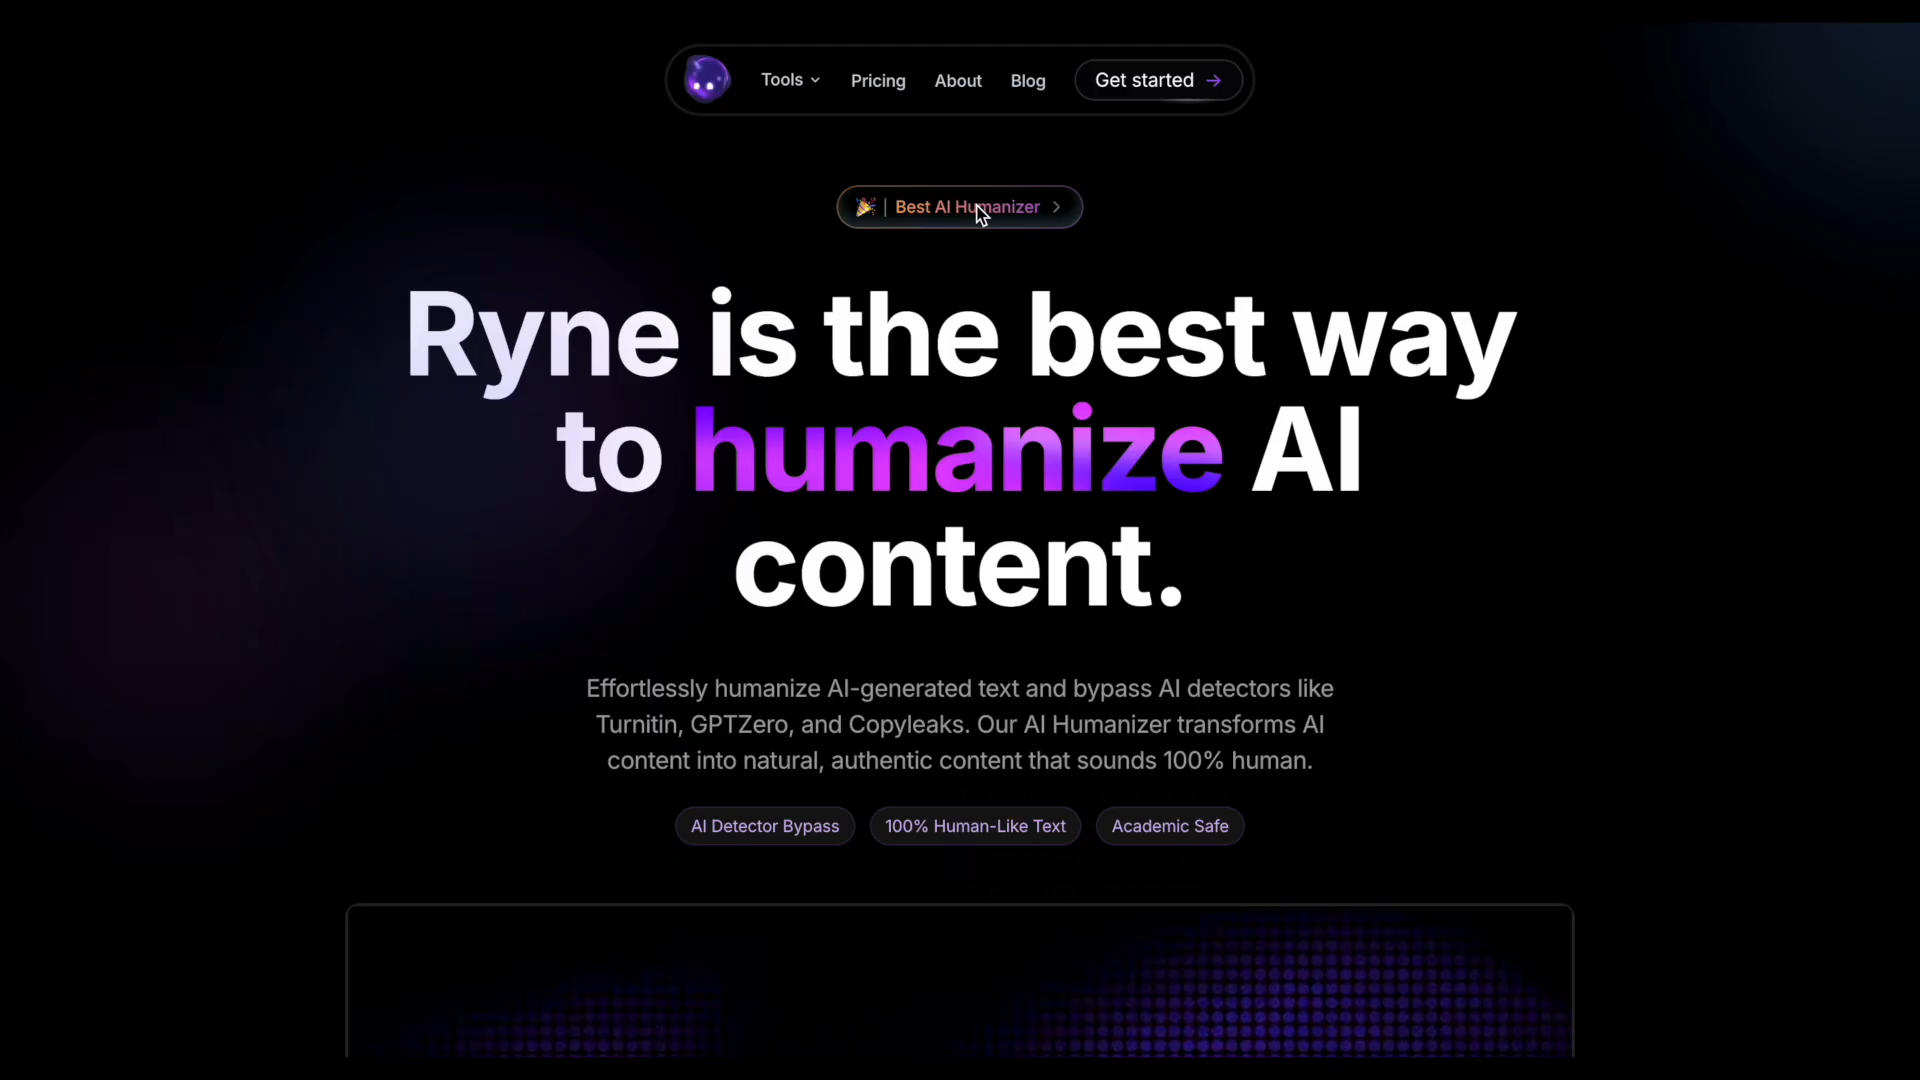 Tools
Pricing
About
Blog
Get started
Best AI Humanizer
Ryne is the best way
to humanize AI
content.
Effortlessly humanize AI-generated text and bypass AI detectors like
Turnitin, GPTZero, and Copyleaks. Our AI Humanizer transforms AI
content into natural, authentic content that sounds 100% human.
AI Detector Bypass
100% Human-Like Text
Academic Safe